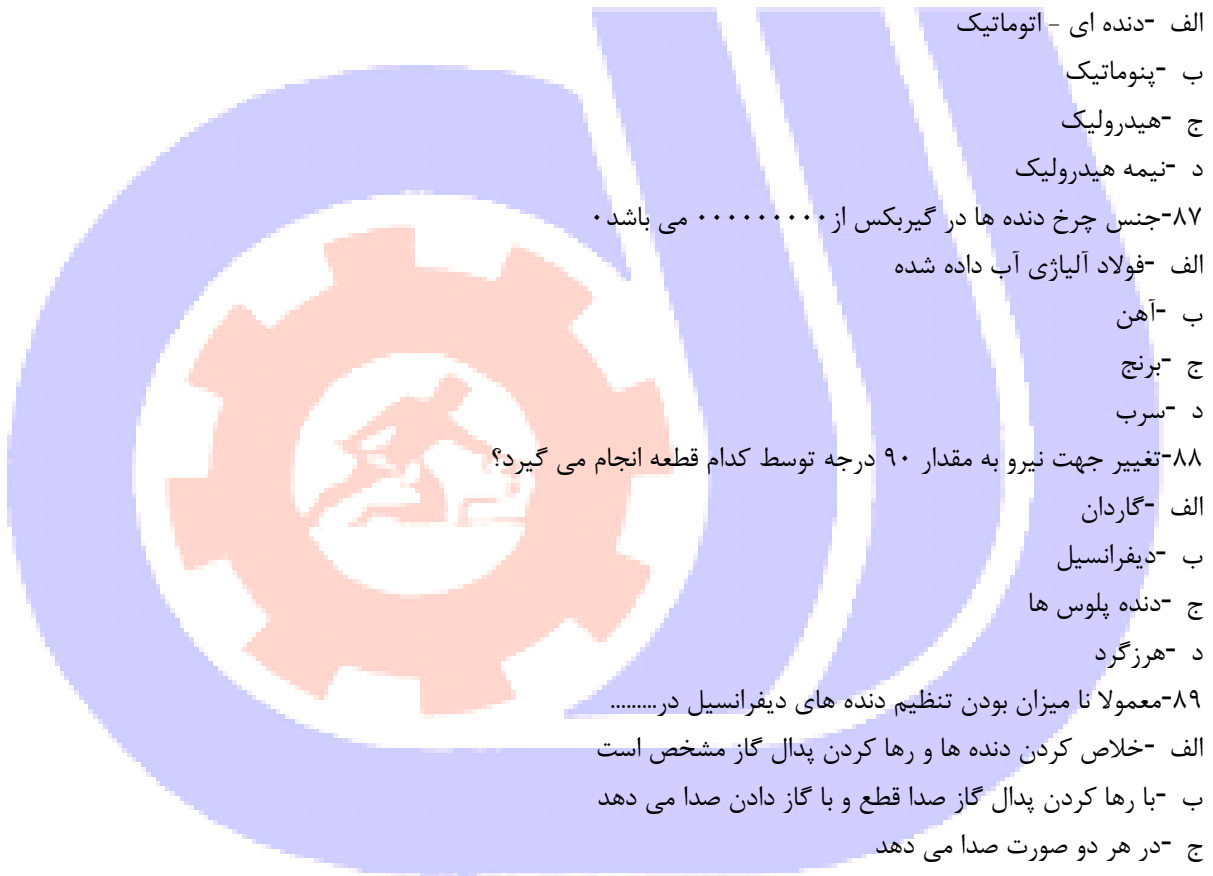 الف -دنده ای - اتوماتیک
ب -پنوماتیک
ج -هیدرولیک
د -نیمه هیدرولیک
۸۷-جنس چرخ دنده ها در گیربکس از ۰۰۰۰۰۰۰۰۰۰ می باشد۰
الف -فولاد آلیاژی آب داده شده
ب -آهن
ج -برنج
د -سرب
۸۸-تغییر جهت نیرو به مقدار ۹۰ درجه توسط کدام قطعه انجام می گیرد؟
الف -گاردان
ب -دیفرانسیل
ج -دنده پلوس ها
د -هرزگرد
۸۹-معمولا نا میزان بودن تنظیم دنده های دیفرانسیل در.........
الف -خلاص کردن دنده ها و رها کردن پدال گاز مشخص است
ب -با رها کردن پدال گاز صدا قطع و با گاز دادن صدا می دهد
ج -در هر دو صورت صدا می دهد